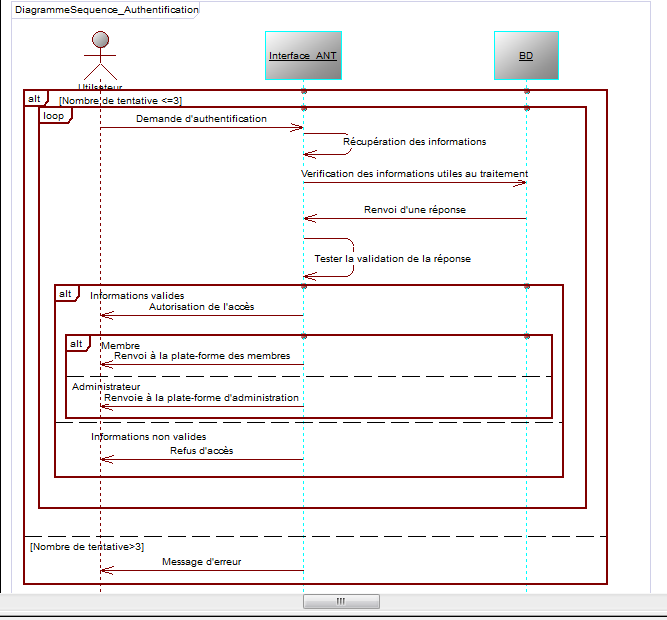 DiagrammeSequence_Authentification
Utilisateur
Interface_ANT
BD
alt
[Nombre de tentative <=3]
loop
Demande d'authentification
Récupération des informations
Verification des informations utiles au traitement
Renvoi d'une réponse
Tester la validation de la réponse
alt
Informations valides
Autorisation de l'accès
alt
Membre
Renvoi à la plate-forme des membres
Administrateur
Renvoie à la plate-forme d'administration
Informations non valides
Refus d'accès
[Nombre de tentative>3]
Message d'erreur